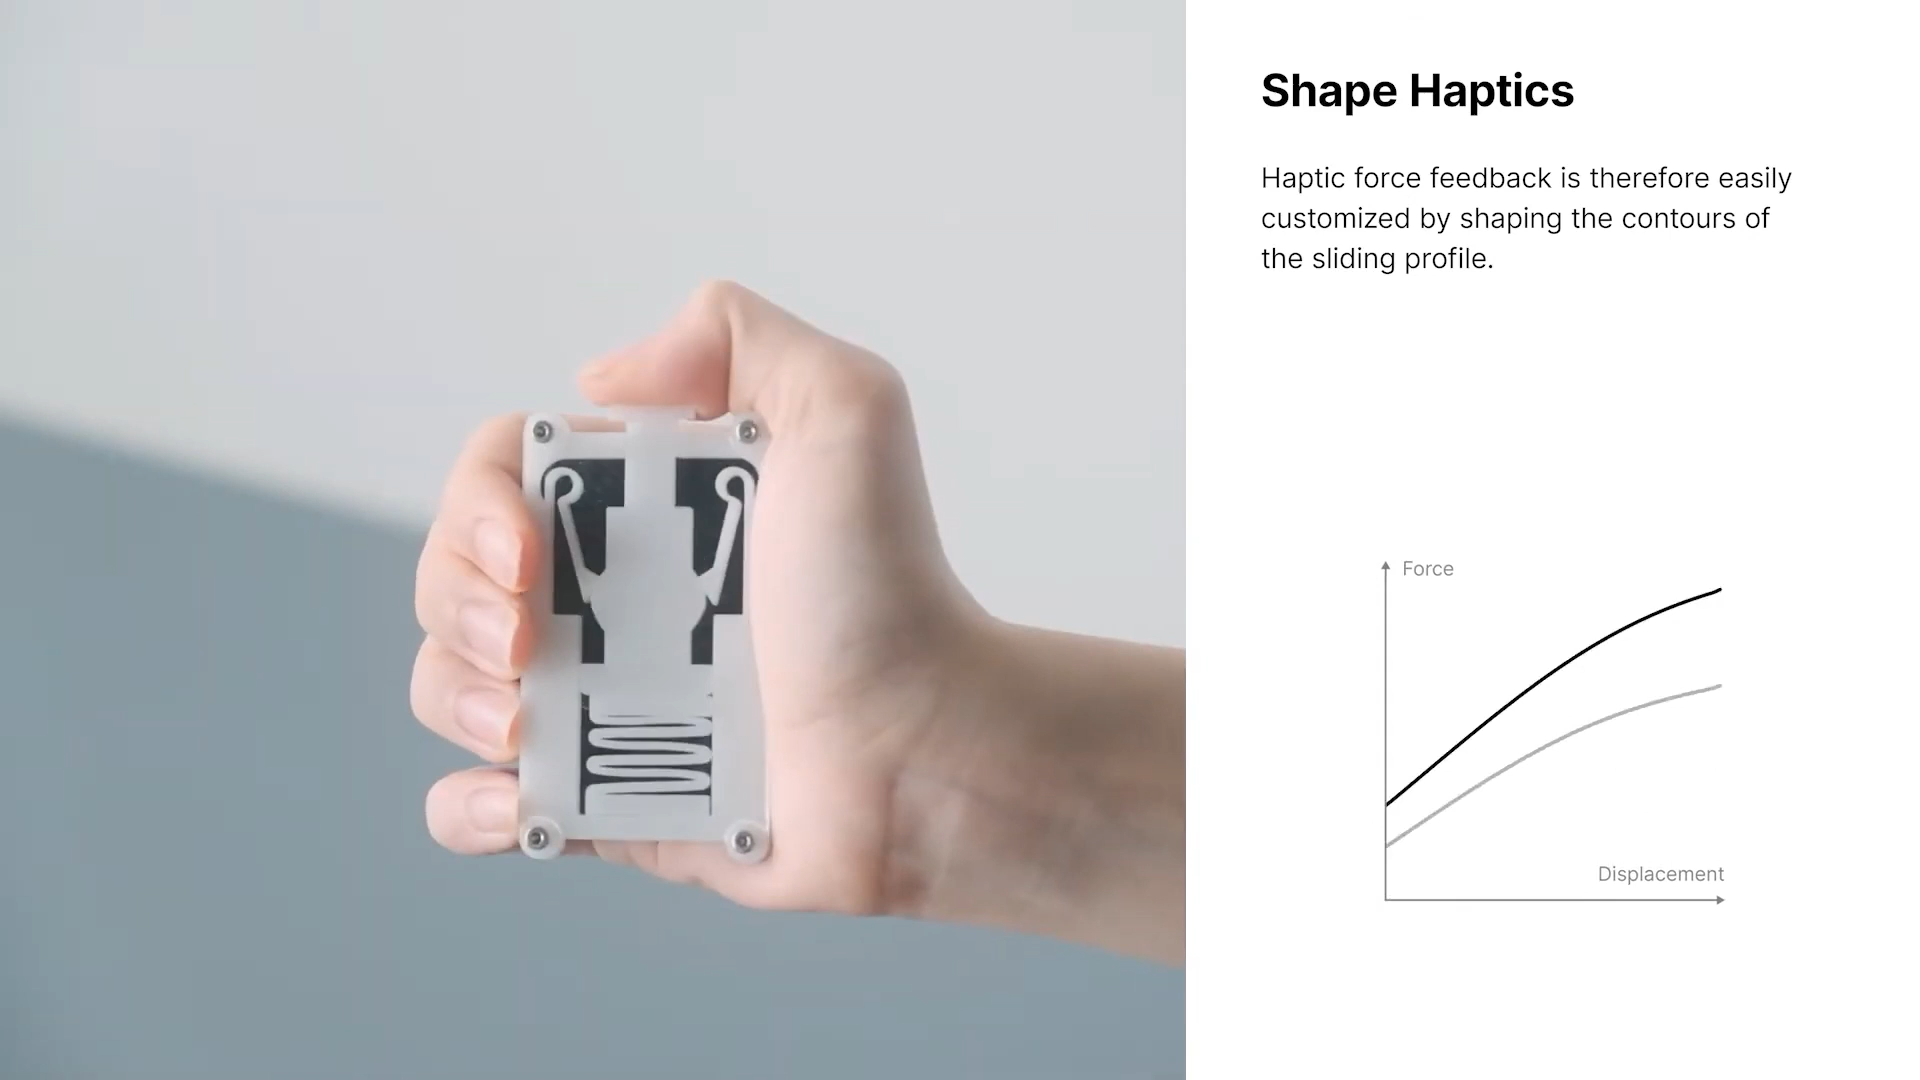 Shape Haptics
Haptic force feedback is therefore easily
customized by shaping the contours of
the sliding profile.
Force
Displacement